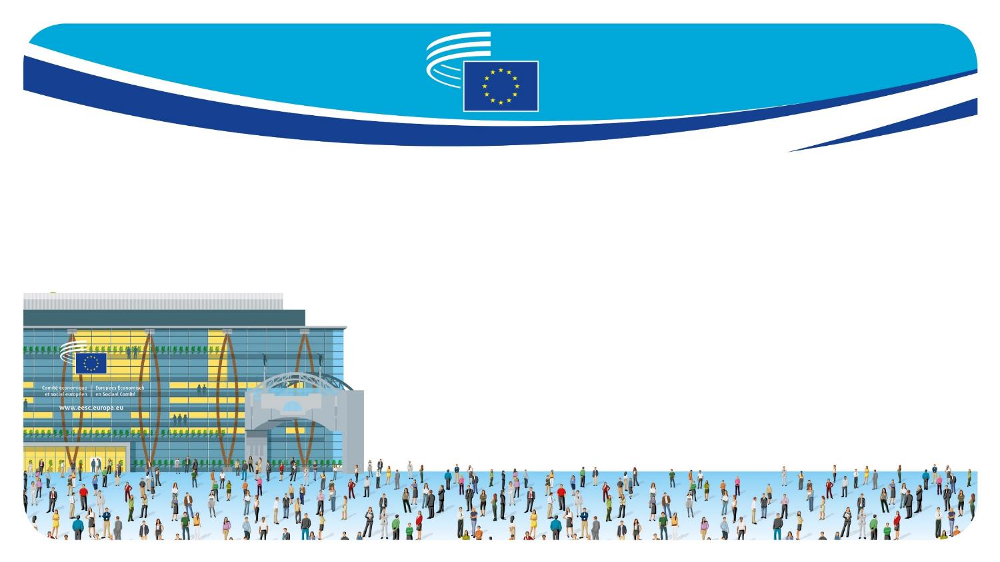 Comité économique
et social européen
Europees Economisch
en Sociaal Comité
www.eesc.europa.eu